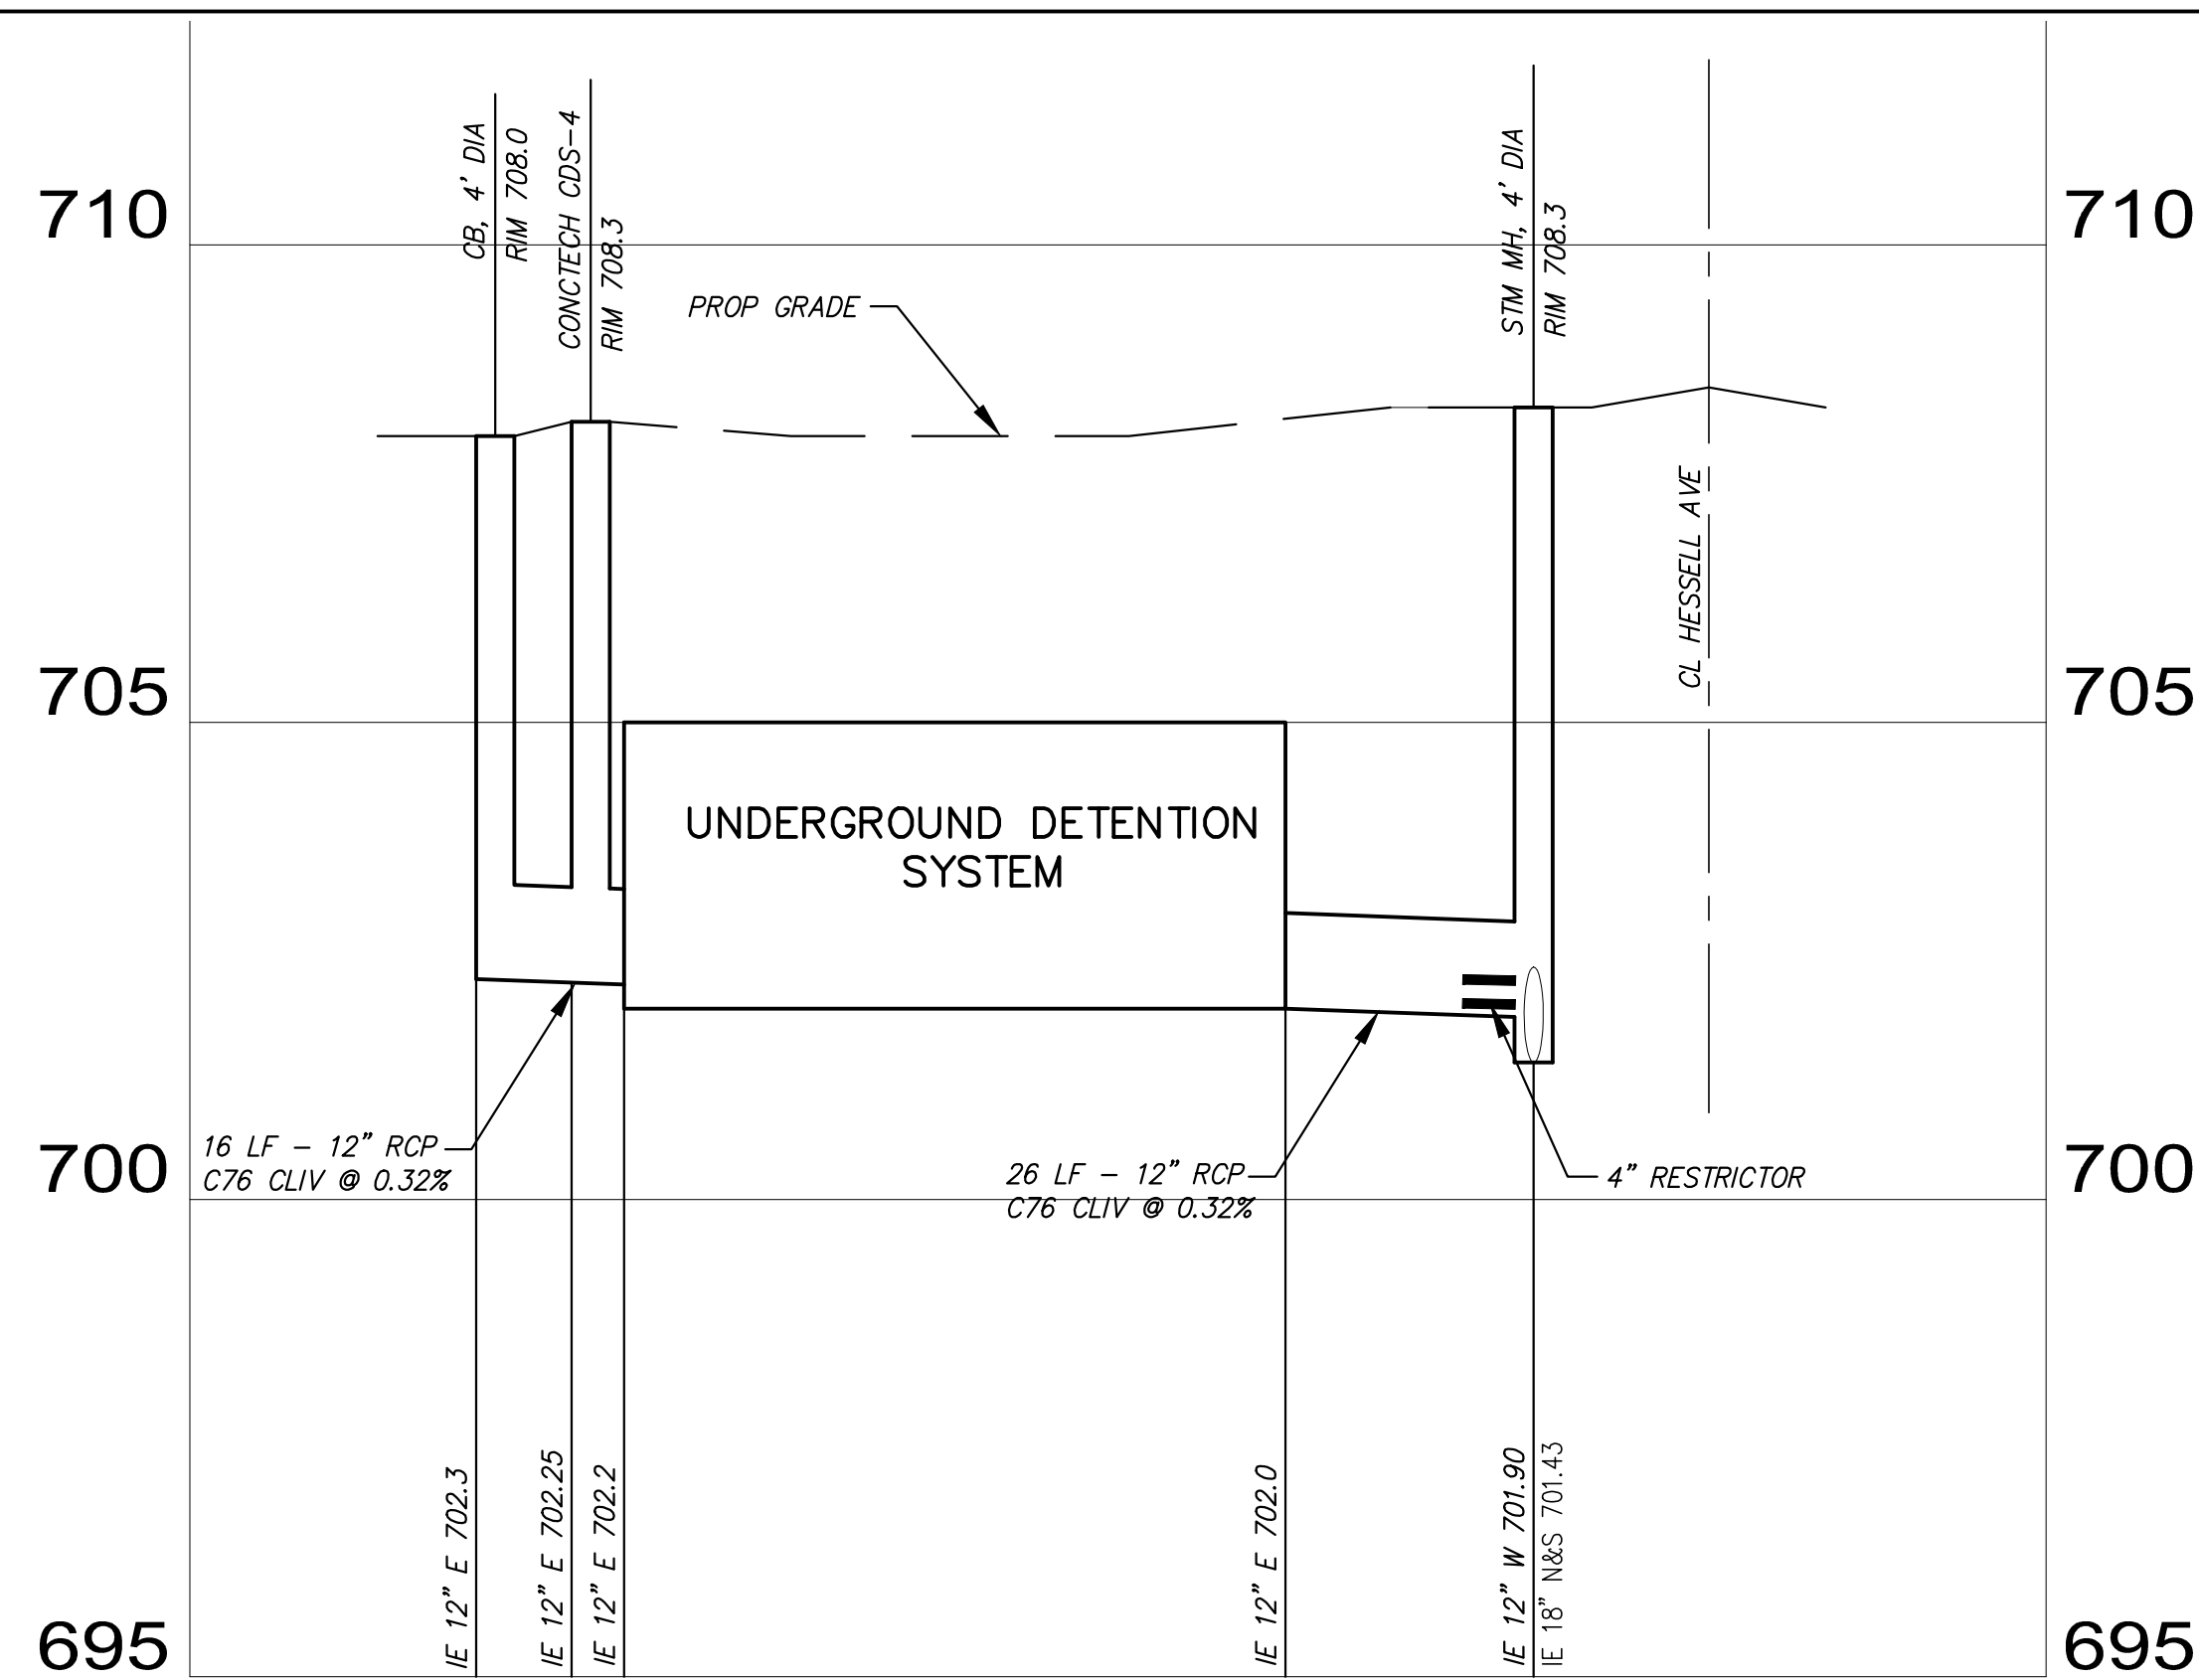 CB, 4' DIA
RIM 708.0
CONCTECH CDS-4
RIM 708.3
STM MH, 4' DIA
RIM 708.3
710
710
PROP GRADE
CL HESSELL AVE
705
705
UNDERGROUND DETENTION
SYSTEM
16 LF - 12" RCP
C76 CLIV @ 0.32%
26 LF - 12" RCP
C76 CLIV @ 0.32%
4" RESTRICTOR
700
700
IE 12" E 702.3
IE 12" E 702.25
IE 12" E 702.2
IE 12" E 702.0
IE 12" W 701.90
IE 18" N&S 701.43
695
695